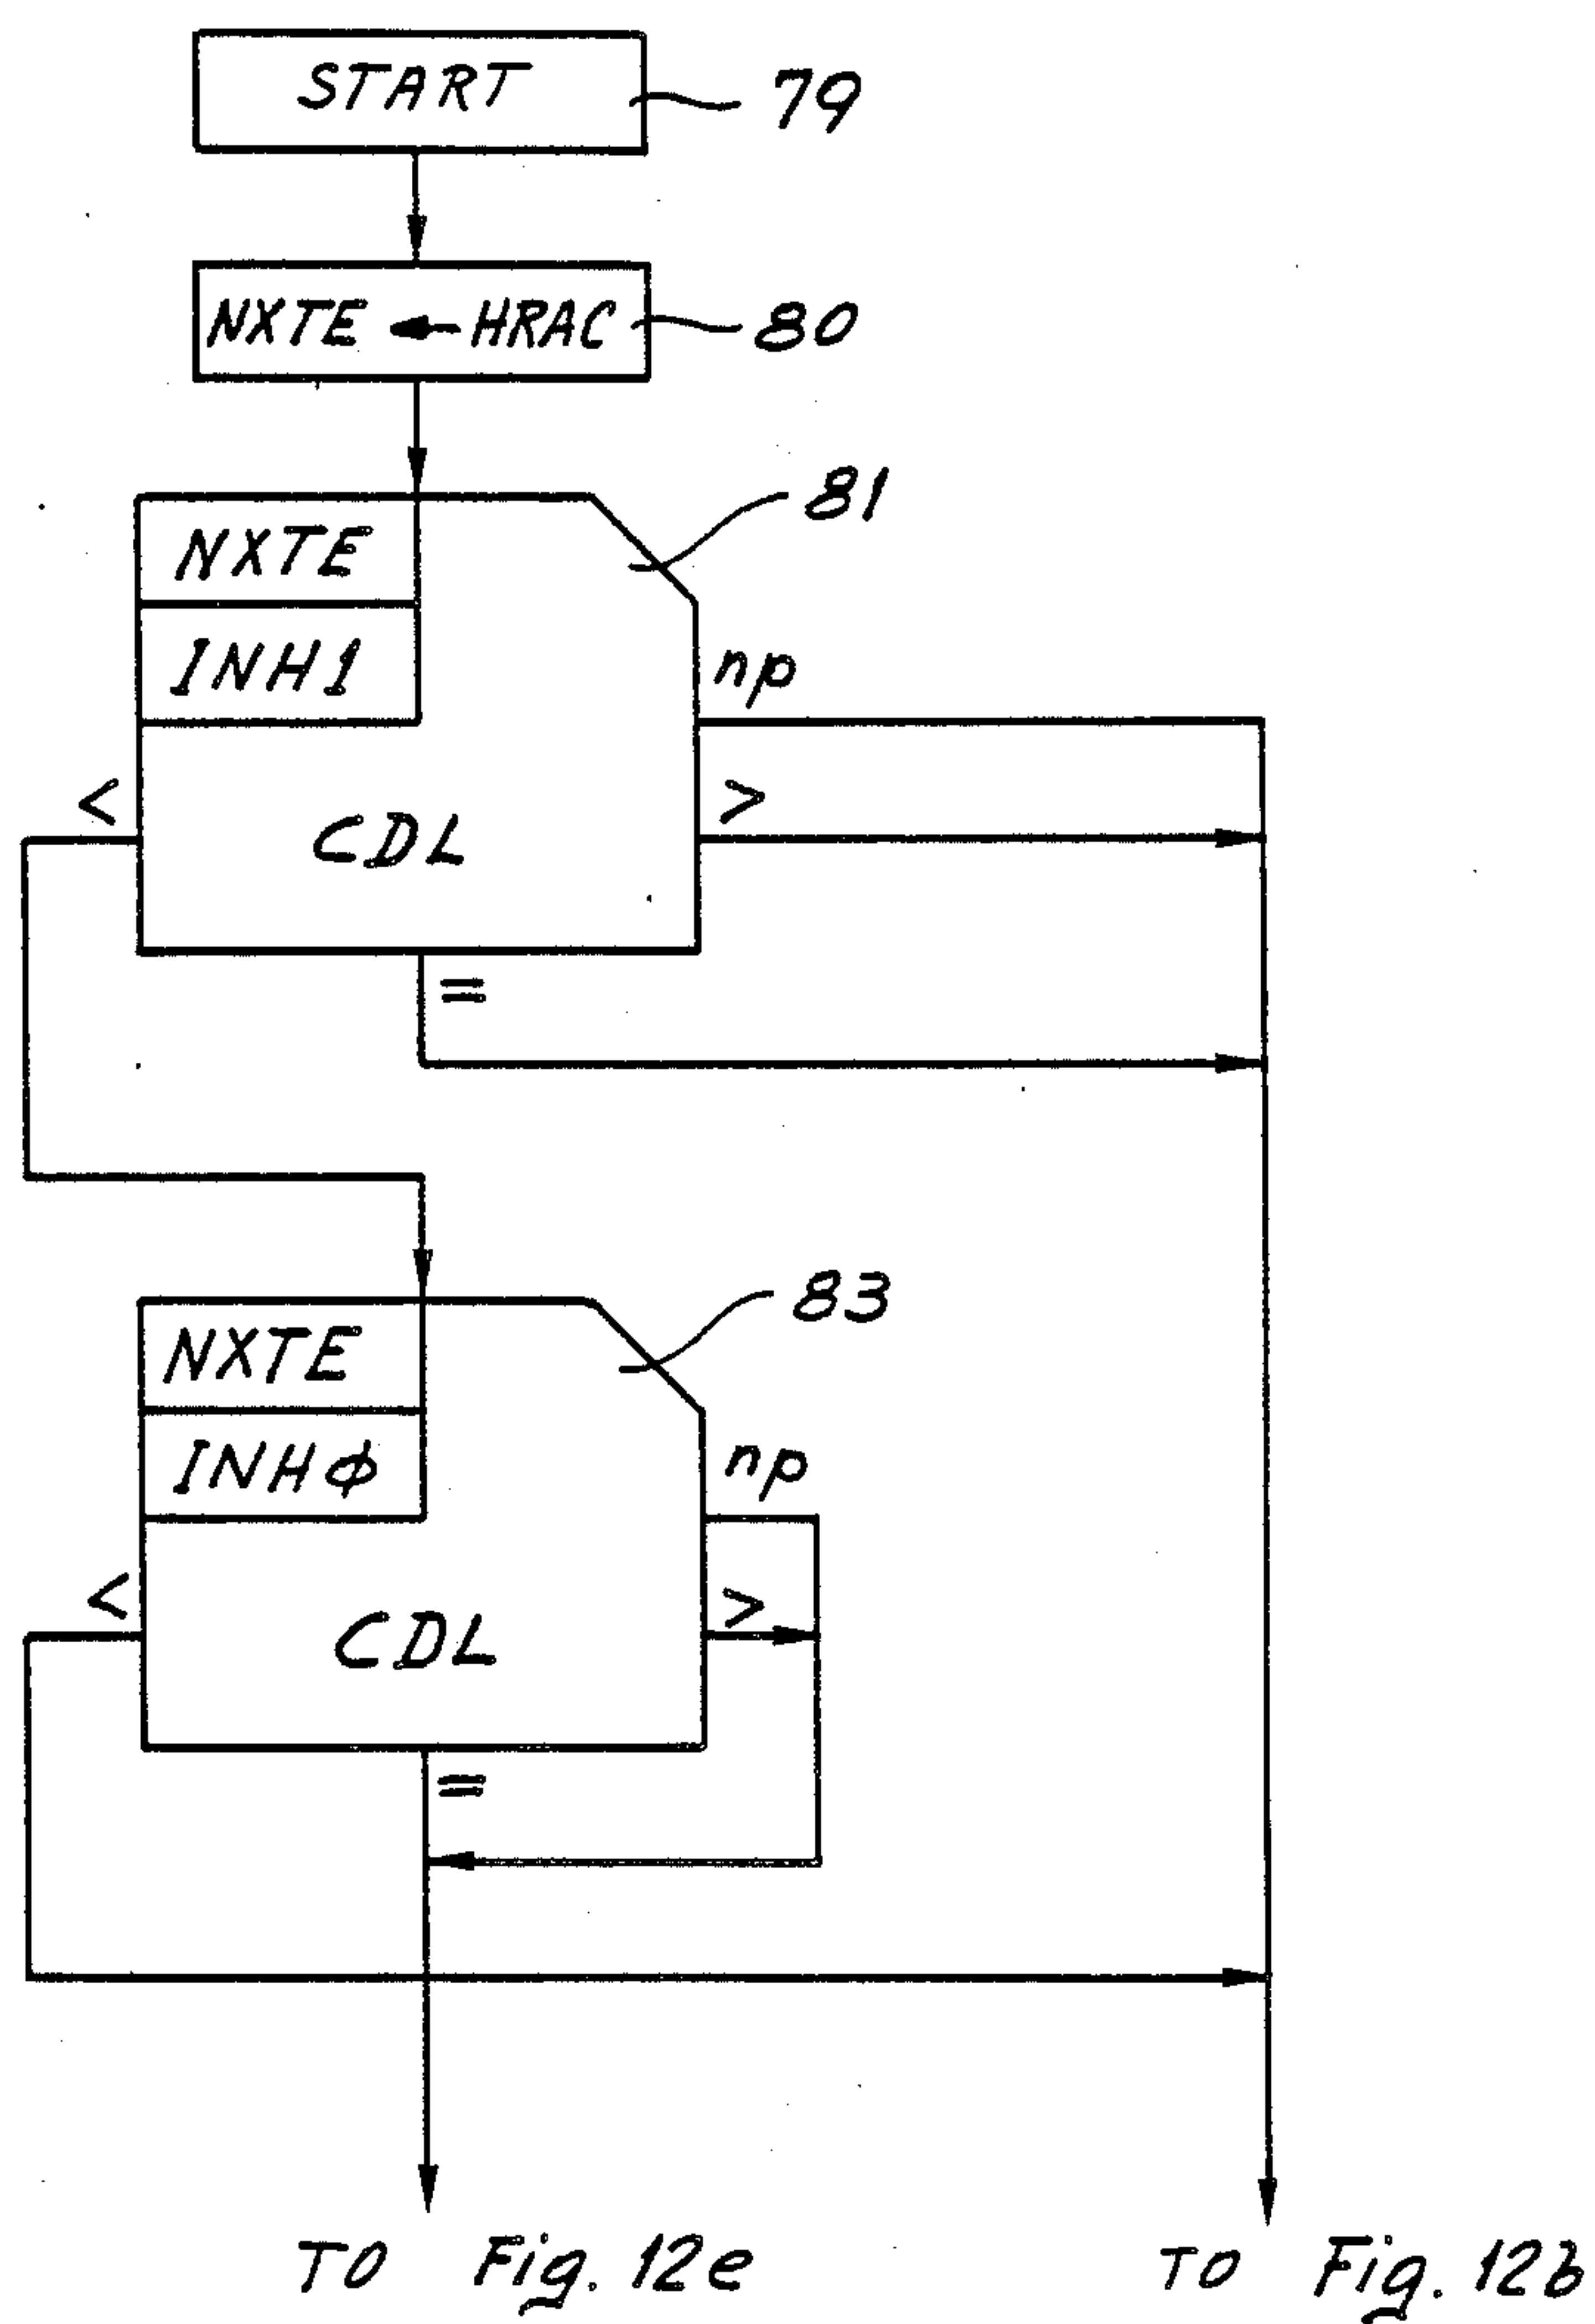 START
79
NXTE ← HRAC
80
81
NXTE
INH1
np
<
>
CDL
=
83
NXTE
INHϕ
np
<
>
CDL
=
TO Fig. 12e
TO Fig. 12b